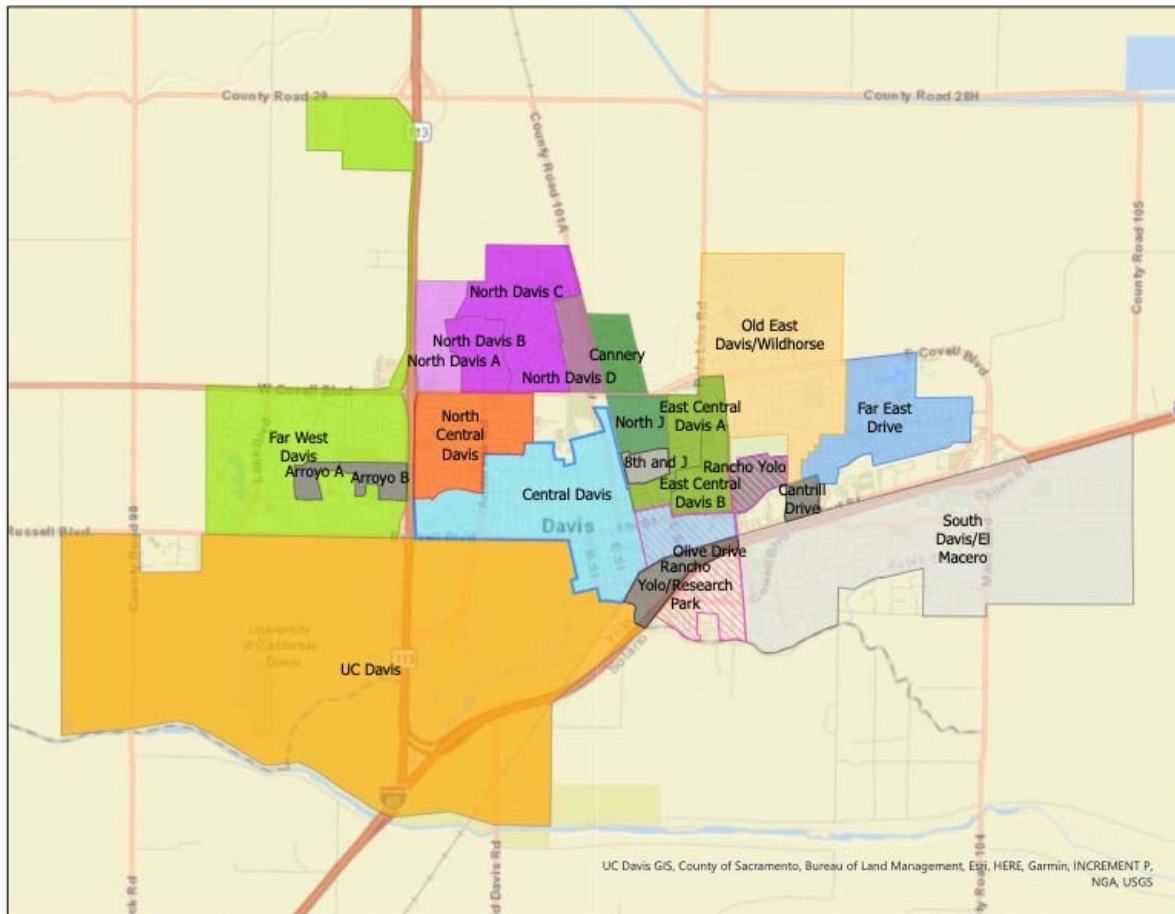 County Road 29
County Road 28H
113
County Road 101A
County Road 105
North Davis C
North Davis B
North Davis A
North Davis D
Cannery
Old East
Davis/Wildhorse
E Covell Blvd
W Covell Blvd
North
Central
Davis
North J
East Central
Davis A
Far East
Drive
Far West
Davis
Arroyo A
Arroyo B
8th and J
Rancho Yolo
East Central
Davis B
Cantrill
Drive
Central Davis
Davis
Russell Blvd
County Road 98
South
Davis/El
Macero
Olive Drive
Rancho
Yolo/Research
Park
Covell Blvd
University
of California
- Davis
UC Davis
113
Yolo
Solano
80
County Road 104
UC Davis GIS, County of Sacramento, Bureau of Land Management, Esri, HERE, Garmin, INCREMENT P,
NGA, USGS